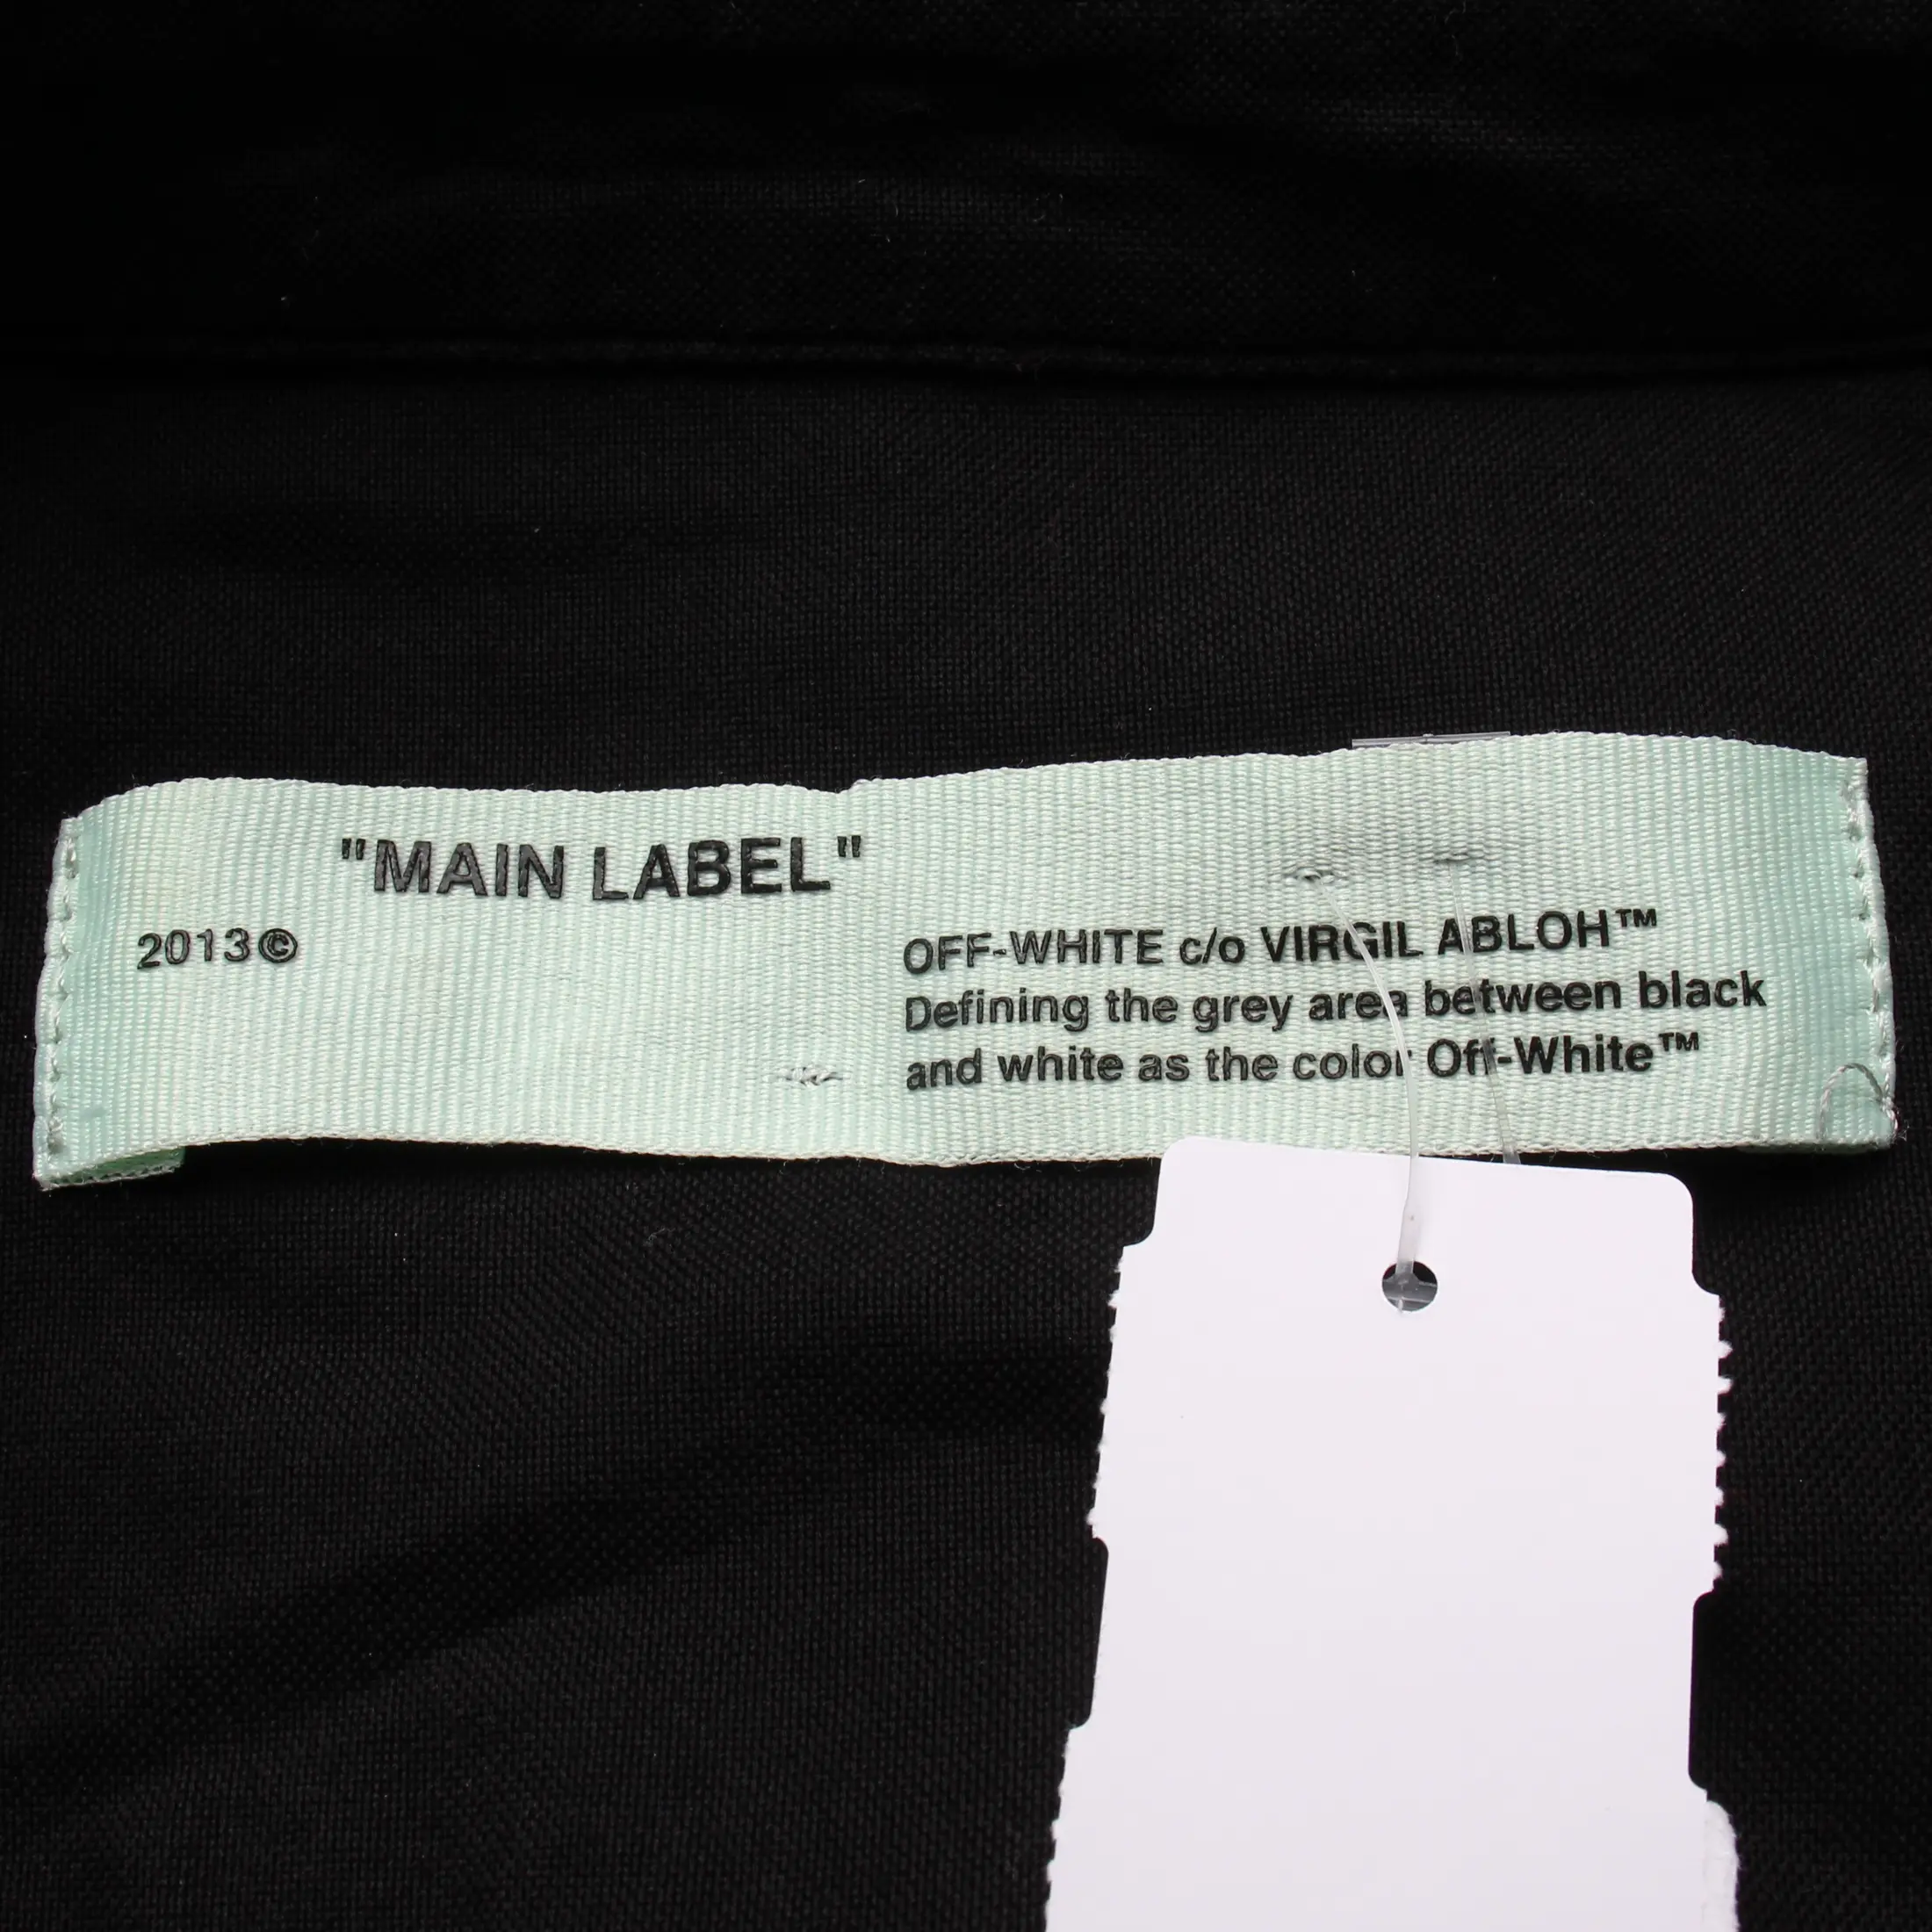 "MAIN LABEL"
2013©
OFF-WHITE c/o VIRGIL ABLOH™
Defining the grey area between black
and white as the color Off-White™